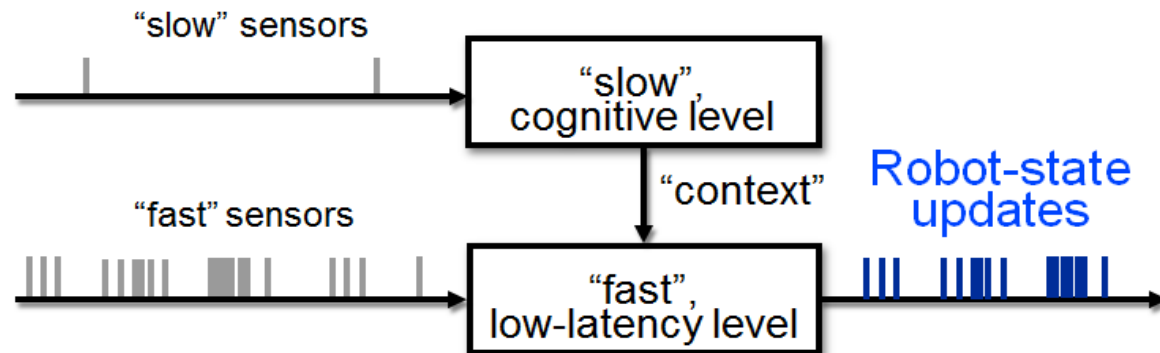 “slow” sensors
“slow”,
cognitive level
“context”
Robot-state
updates
“fast” sensors
“fast”,
low-latency level